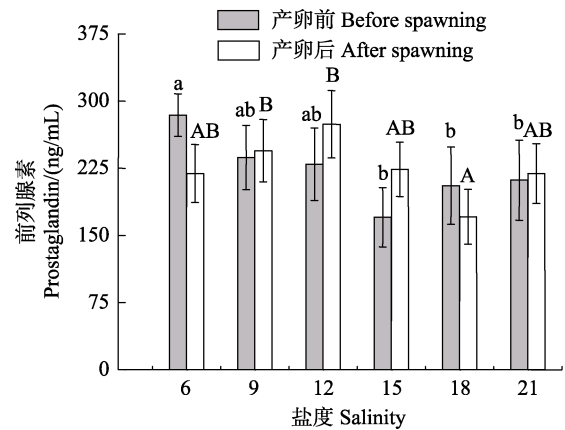 产卵前 Before spawning
产卵后 After spawning
375
300
225
150
75
0
前列腺素
Prostaglandin/(ng/mL)
a
AB
ab
B
ab
B
b
AB
b
A
b
AB
6
9
12
15
18
21
盐度 Salinity